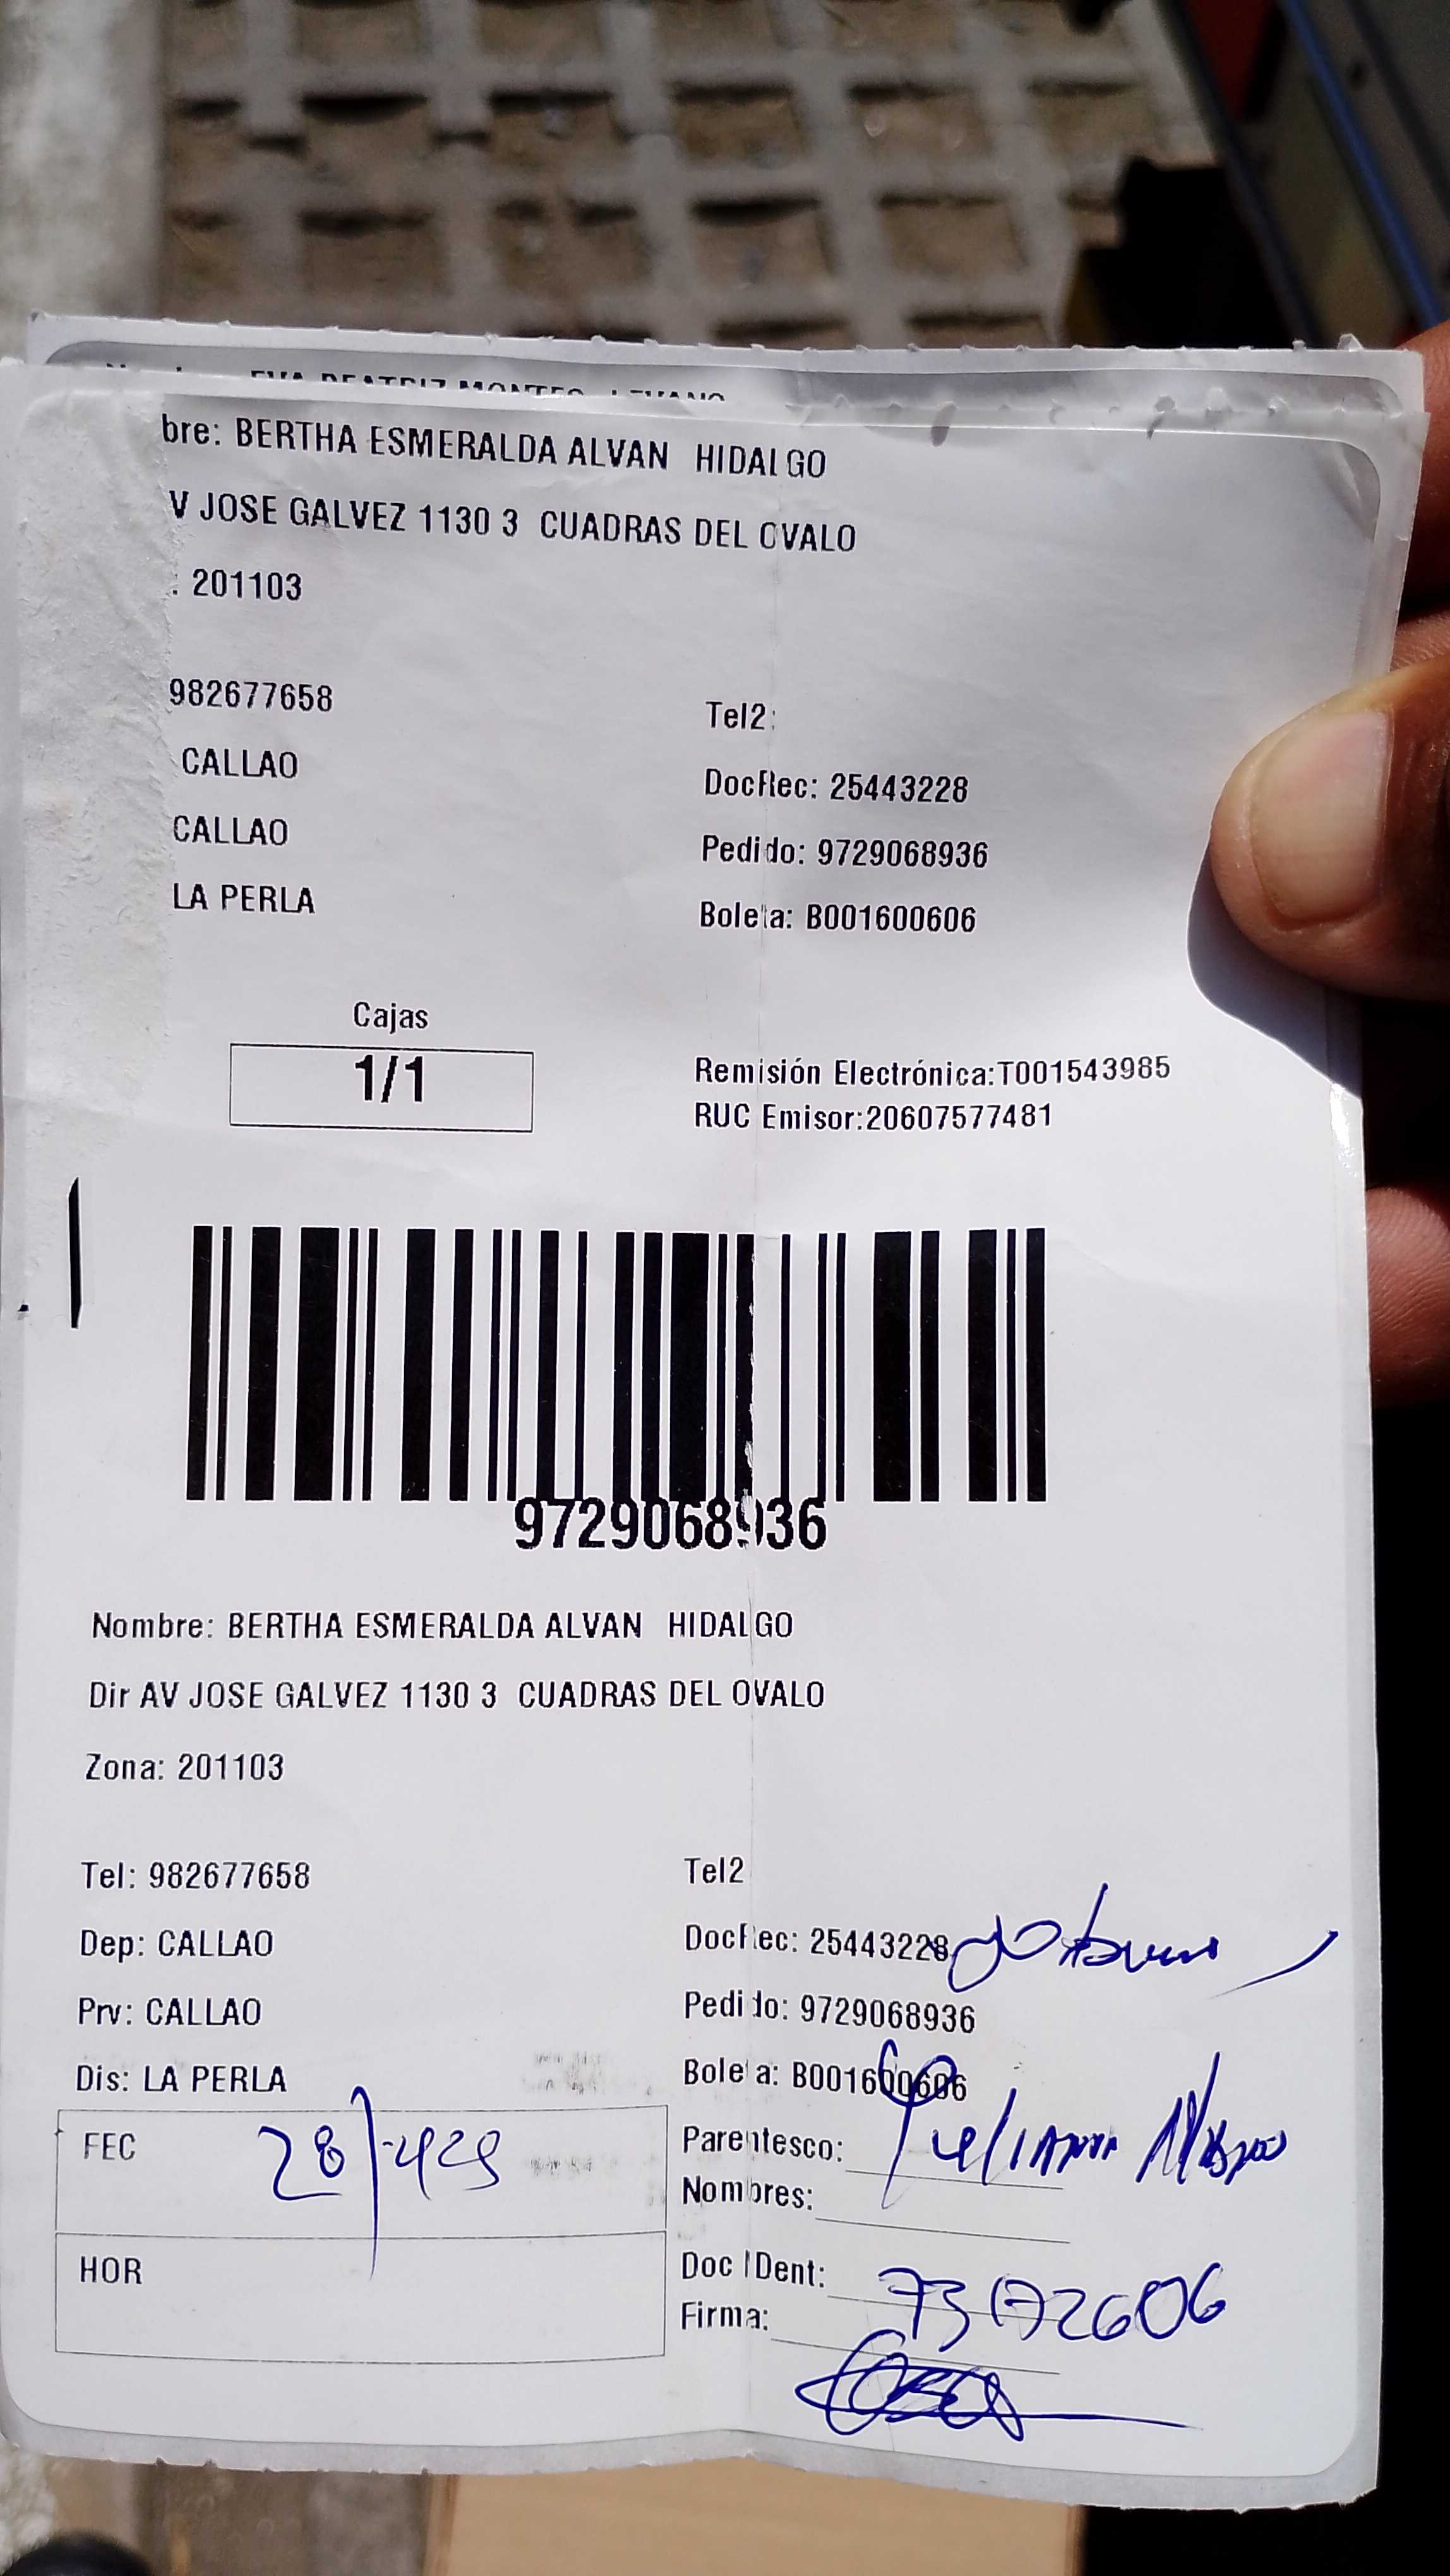 bre: BERTHA ESMERALDA ALVAN HIDALGO
V JOSE GALVEZ 1130 3 CUADRAS DEL OVALO
: 201103
982677658
Tel2:
CALLAO
DocRec: 25443228
CALLAO
Pedido: 9729068936
LA PERLA
Boleta: B001600606
Cajas
1/1
Remisión Electrónica:T001543985
RUC Emisor:20607577481
9729068936
Nombre: BERTHA ESMERALDA ALVAN HIDALGO
Dir AV JOSE GALVEZ 1130 3 CUADRAS DEL OVALO
Zona: 201103
Tel: 982677658
Tel2
Dep: CALLAO
DocRec: 25443228
Prv: CALLAO
Pedido: 9729068936
Dis: LA PERLA
Boleta: B001600606
FEC
Parentesco:
Nombres:
HOR
Doc IDent: 73172606
Firma: